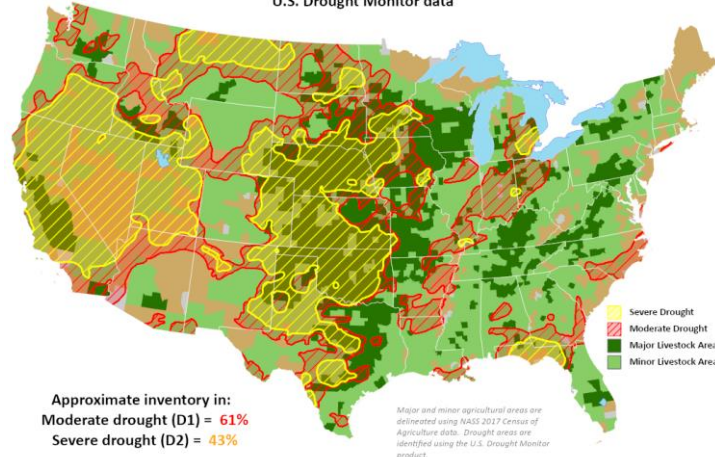 U.S. Drought Monitor data
Severe Drought
Moderate Drought
Major Livestock Area
Minor Livestock Area
Approximate inventory in:
Moderate drought (D1) = 61%
Severe drought (D2) = 43%
Major and minor agricultural areas are
delineated using NASS 2017 Census of
Agriculture data. Drought areas are
identified using the U.S. Drought Monitor
product.